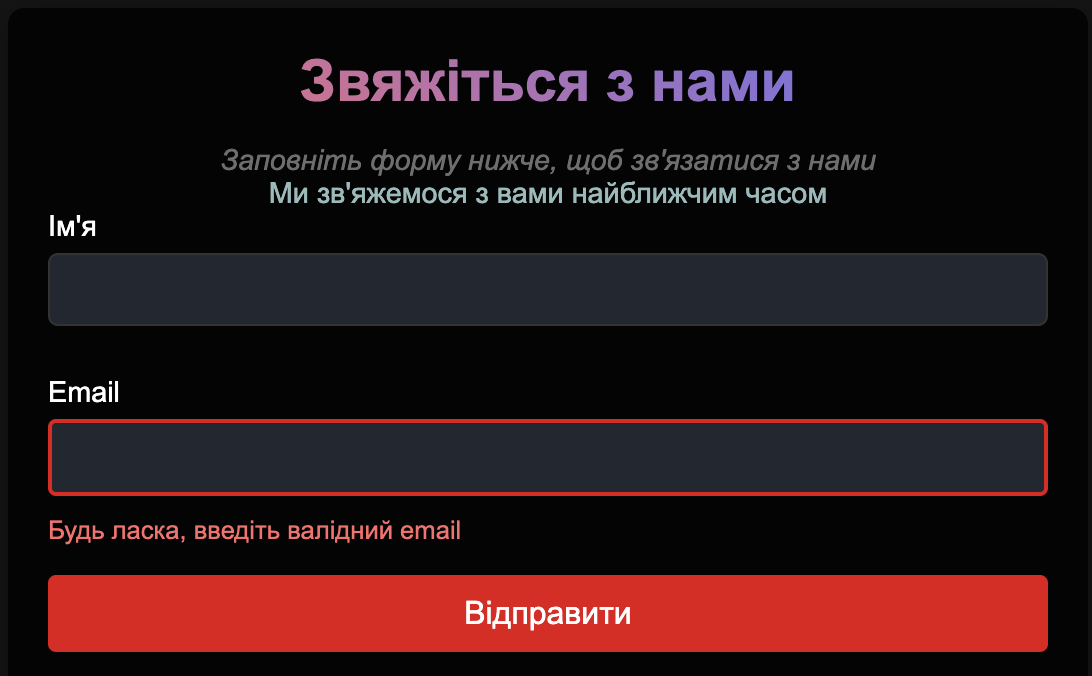 Звяжіться з нами
Заповніть форму нижче, щоб зв'язатися з нами
Ми зв'яжемося з вами найближчим часом
Ім'я
Email
Будь ласка, введіть валідний email
Відправити